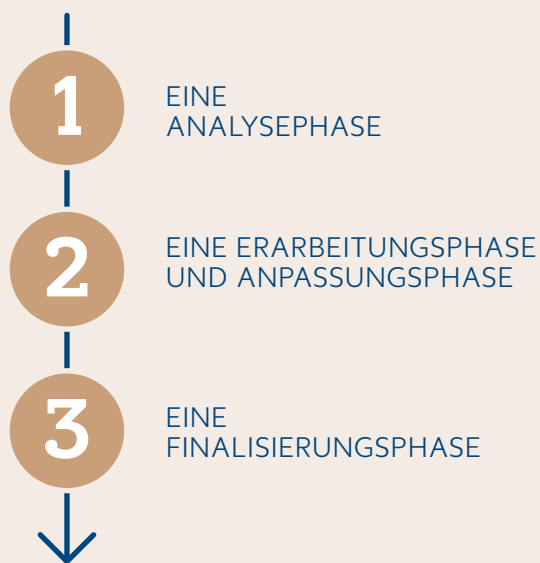 1
EINE
ANALYSEPHASE
2
EINE ERARBEITUNGSPHASE
UND ANPASSUNGSPHASE
3
EINE
FINALISIERUNGSPHASE